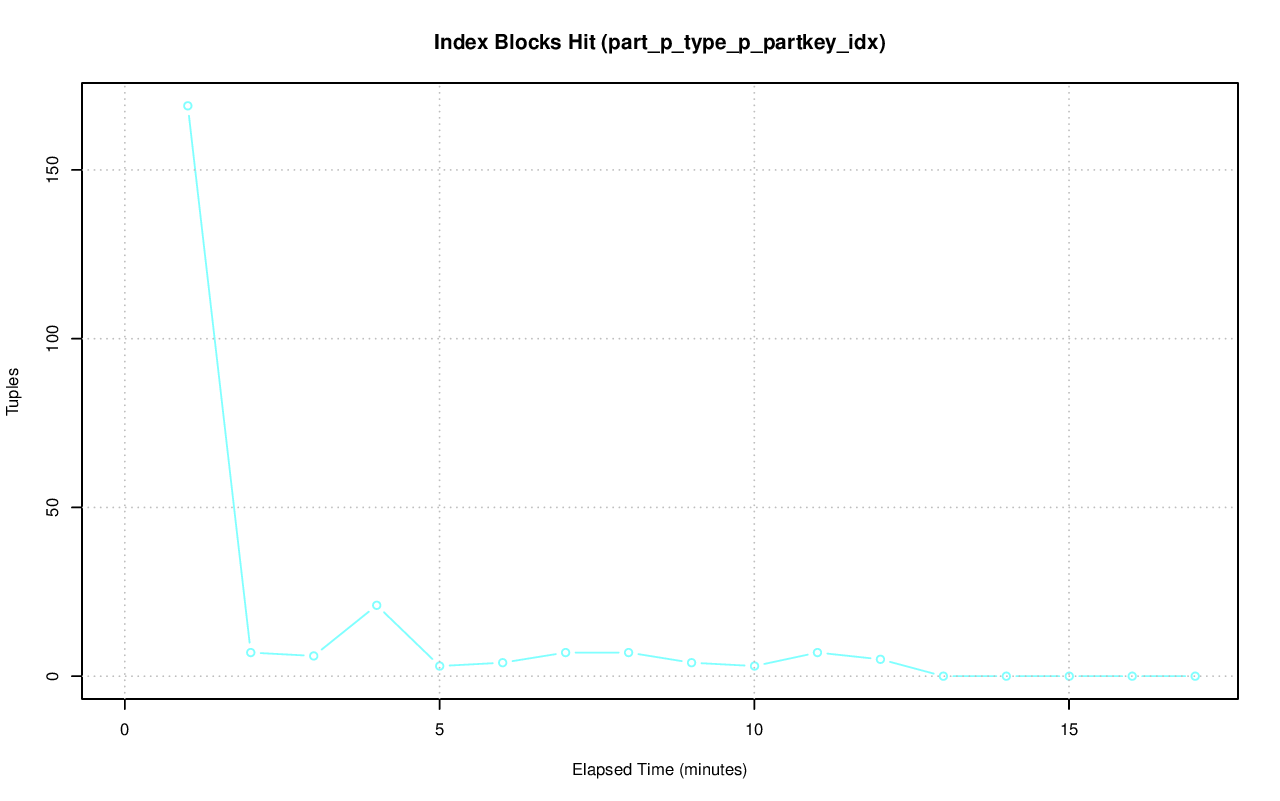 Index Blocks Hit (part_p_type_p_partkey_idx)
Tuples
150
100
50
0
0 5 10 15
Elapsed Time (minutes)